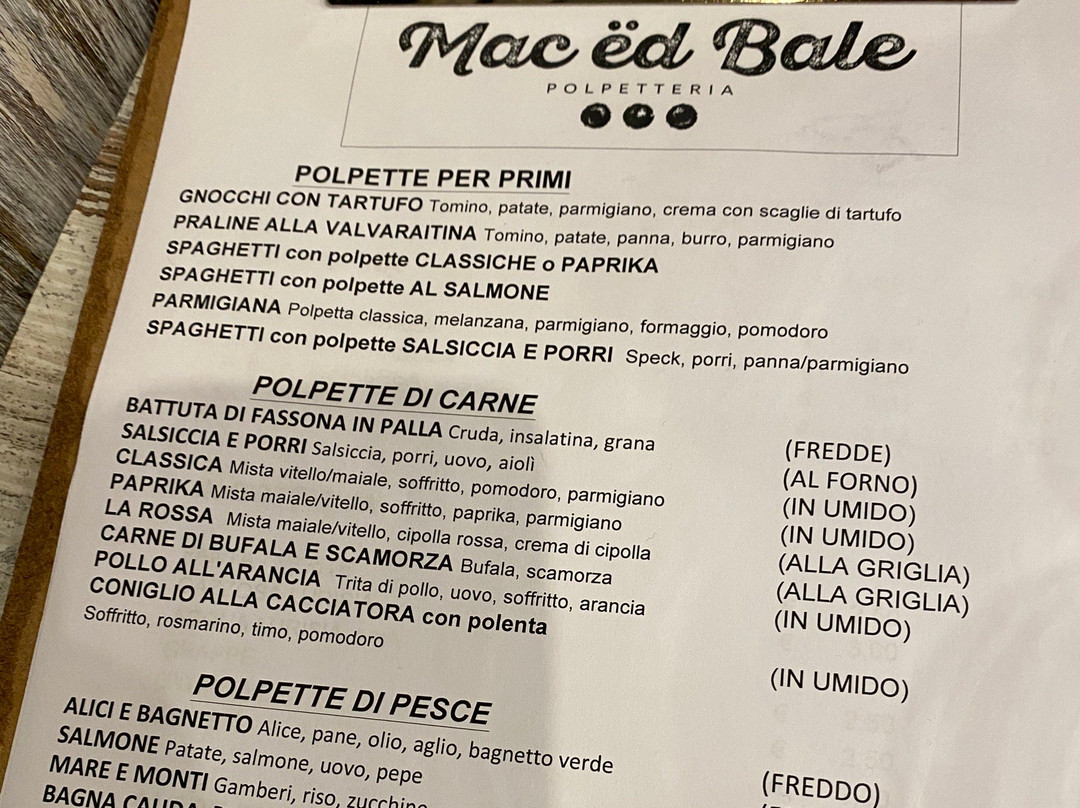 Mac ëd Bale
POLPETTERIA
POLPETTE PER PRIMI
GNOCCHI CON TARTUFO Tomino, patate, parmigiano, crema con scaglie di tartufo
PRALINE ALLA VALVARAITINA Tomino, patate, panna, burro, parmigiano
SPAGHETTI con polpette CLASSICHE o PAPRIKA
SPAGHETTI con polpette AL SALMONE
PARMIGIANA Polpetta classica, melanzana, parmigiano, formaggio, pomodoro
SPAGHETTI con polpette SALSICCIA E PORRI Speck, porri, panna/parmigiano
POLPETTE DI CARNE
BATTUTA DI FASSONA IN PALLA Cruda, insalatina, grana (FREDDE)
SALSICCIA E PORRI Salsiccia, porri, uovo, aiolì (AL FORNO)
CLASSICA Mista vitello/maiale, soffritto, pomodoro, parmigiano (IN UMIDO)
PAPRIKA Mista maiale/vitello, soffritto, paprika, parmigiano (IN UMIDO)
LA ROSSA Mista maiale/vitello, cipolla rossa, crema di cipolla (ALLA GRIGLIA)
CARNE DI BUFALA E SCAMORZA Bufala, scamorza (ALLA GRIGLIA)
POLLO ALL'ARANCIA Trita di pollo, uovo, soffritto, arancia (IN UMIDO)
CONIGLIO ALLA CACCIATORA con polenta
Soffritto, rosmarino, timo, pomodoro (IN UMIDO)
POLPETTE DI PESCE
ALICI E BAGNETTO Alice, pane, olio, aglio, bagnetto verde (FREDDO)
SALMONE Patate, salmone, uovo, pepe
MARE E MONTI Gamberi, riso, zucchine
BAGNA CAUDA